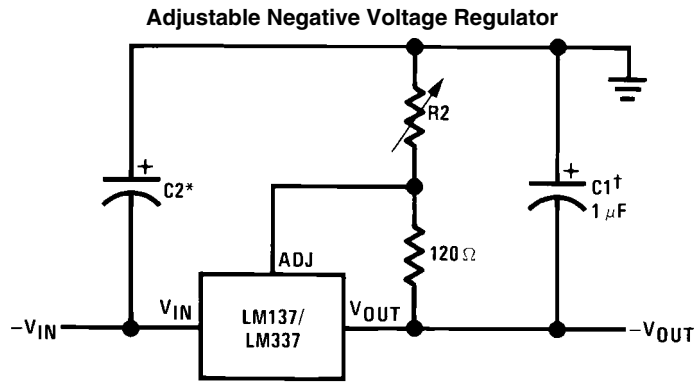 Adjustable Negative Voltage Regulator
R2
C2*
C1†
1 µF
ADJ
120Ω
VIN
LM137/
LM337
VOUT
–VIN
–VOUT